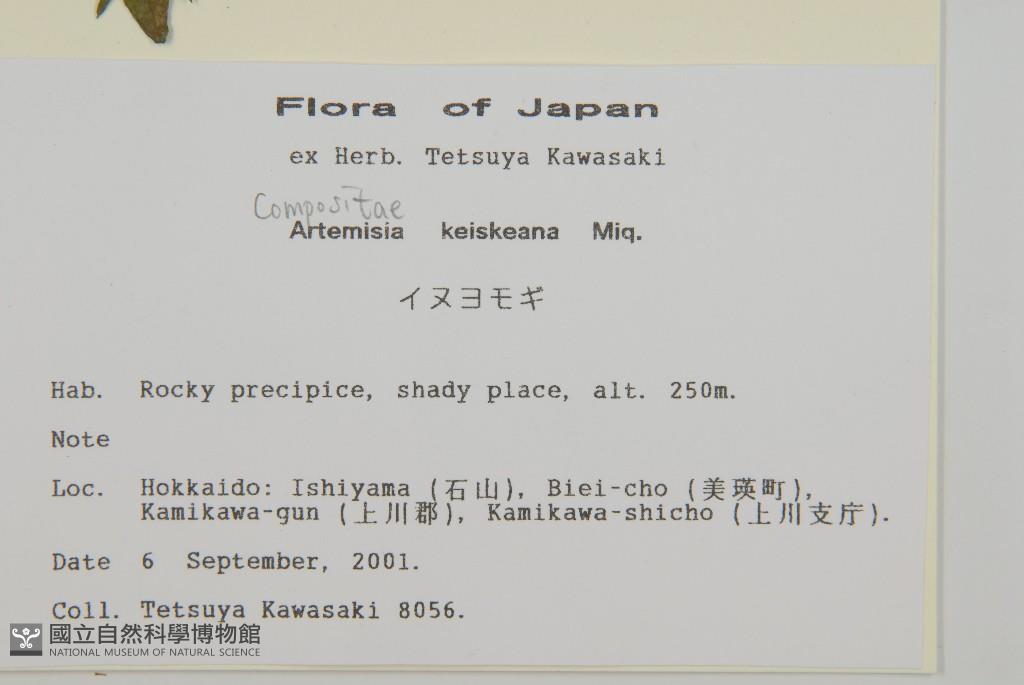 Flora of Japan
ex Herb. Tetsuya Kawasaki
Compositae
Artemisia keiskeana Miq.
イヌヨモギ
Hab. Rocky precipice, shady place, alt. 250m.
Note
Loc. Hokkaido: Ishiyama (石山), Biei-cho (美瑛町),
Kamikawa-gun (上川郡), Kamikawa-shicho (上川支庁).
Date 6 September, 2001.
Coll. Tetsuya Kawasaki 8056.
國立自然科學博物館
NATIONAL MUSEUM OF NATURAL SCIENCE